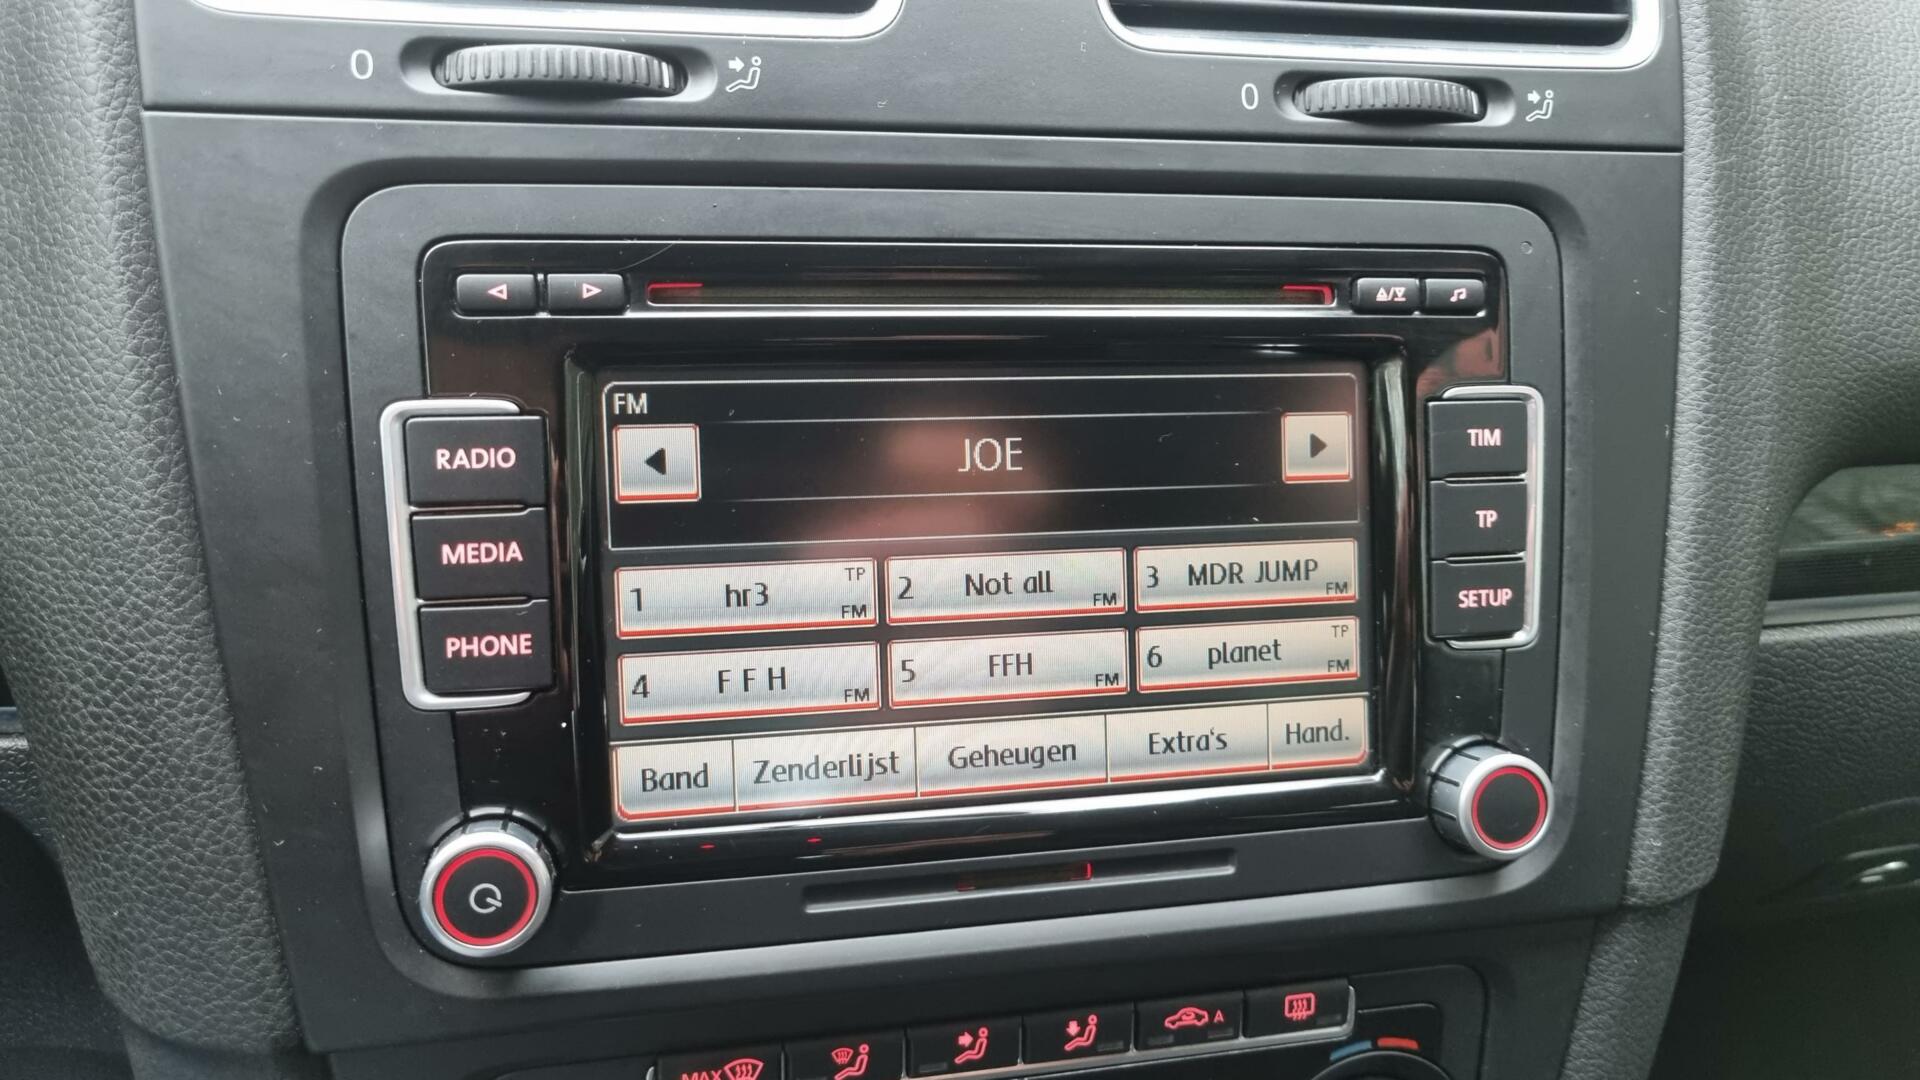 0
0
FM
JOE
RADIO
MEDIA
PHONE
TIM
TP
SETUP
1 hr3 TP FM
2 Not all FM
3 MDR JUMP FM
4 F F H FM
5 FFH FM
6 planet TP FM
Band Zenderlijst Geheugen Extra's Hand.
MAX
A